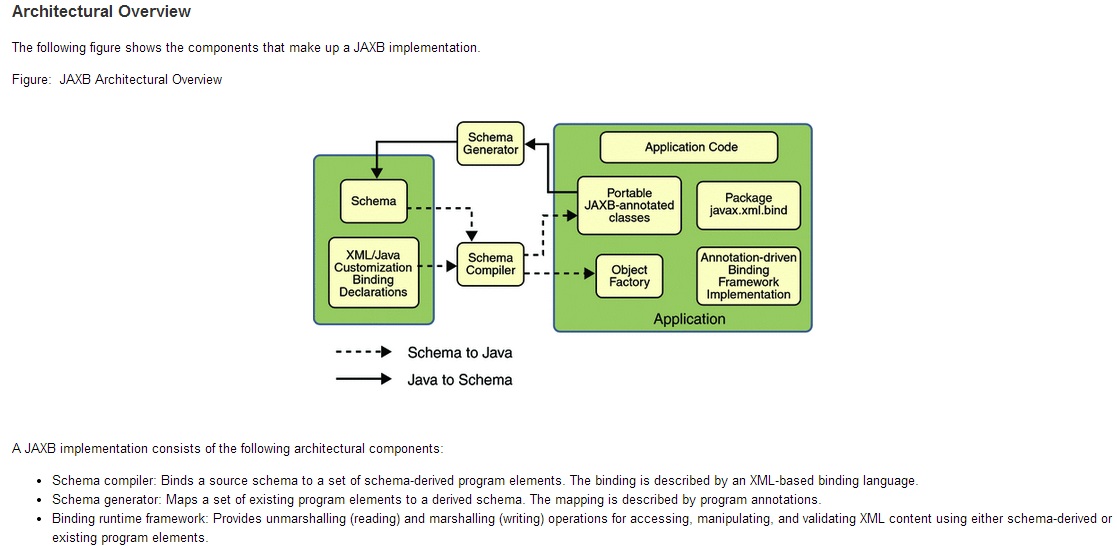 Architectural Overview
The following figure shows the components that make up a JAXB implementation.
Figure:  JAXB Architectural Overview
Schema
Generator
Application Code
Schema
Portable
JAXB-annotated
classes
Package
javax.xml.bind
XML/Java
Customization
Binding
Declarations
Schema
Compiler
Object
Factory
Annotation-driven
Binding
Framework
Implementation
Application
Schema to Java
Java to Schema
A JAXB implementation consists of the following architectural components:
• Schema compiler: Binds a source schema to a set of schema-derived program elements. The binding is described by an XML-based binding language.
• Schema generator: Maps a set of existing program elements to a derived schema. The mapping is described by program annotations.
• Binding runtime framework: Provides unmarshalling (reading) and marshalling (writing) operations for accessing, manipulating, and validating XML content using either schema-derived or
existing program elements.